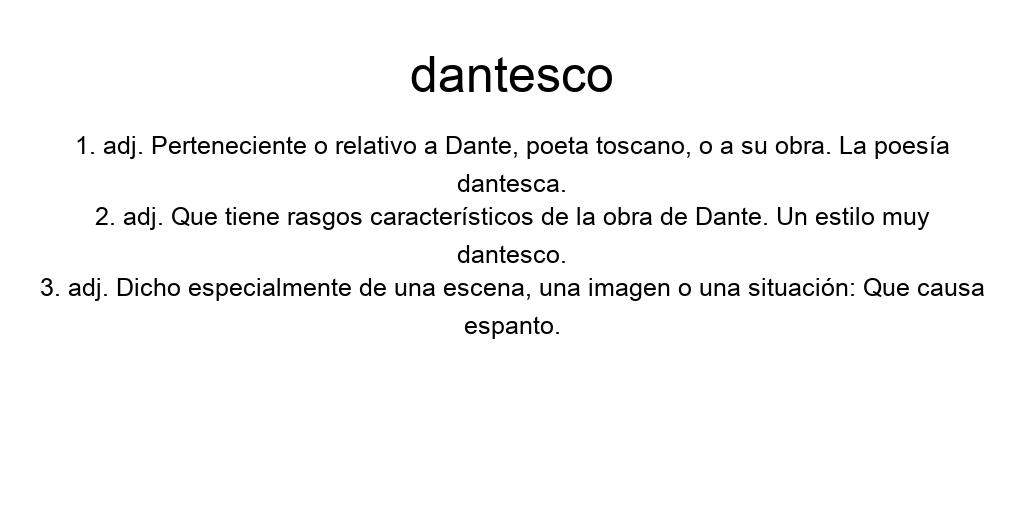 dantesco
1. adj. Perteneciente o relativo a Dante, poeta toscano, o a su obra. La poesía
dantesca.
2. adj. Que tiene rasgos característicos de la obra de Dante. Un estilo muy
dantesco.
3. adj. Dicho especialmente de una escena, una imagen o una situación: Que causa
espanto.